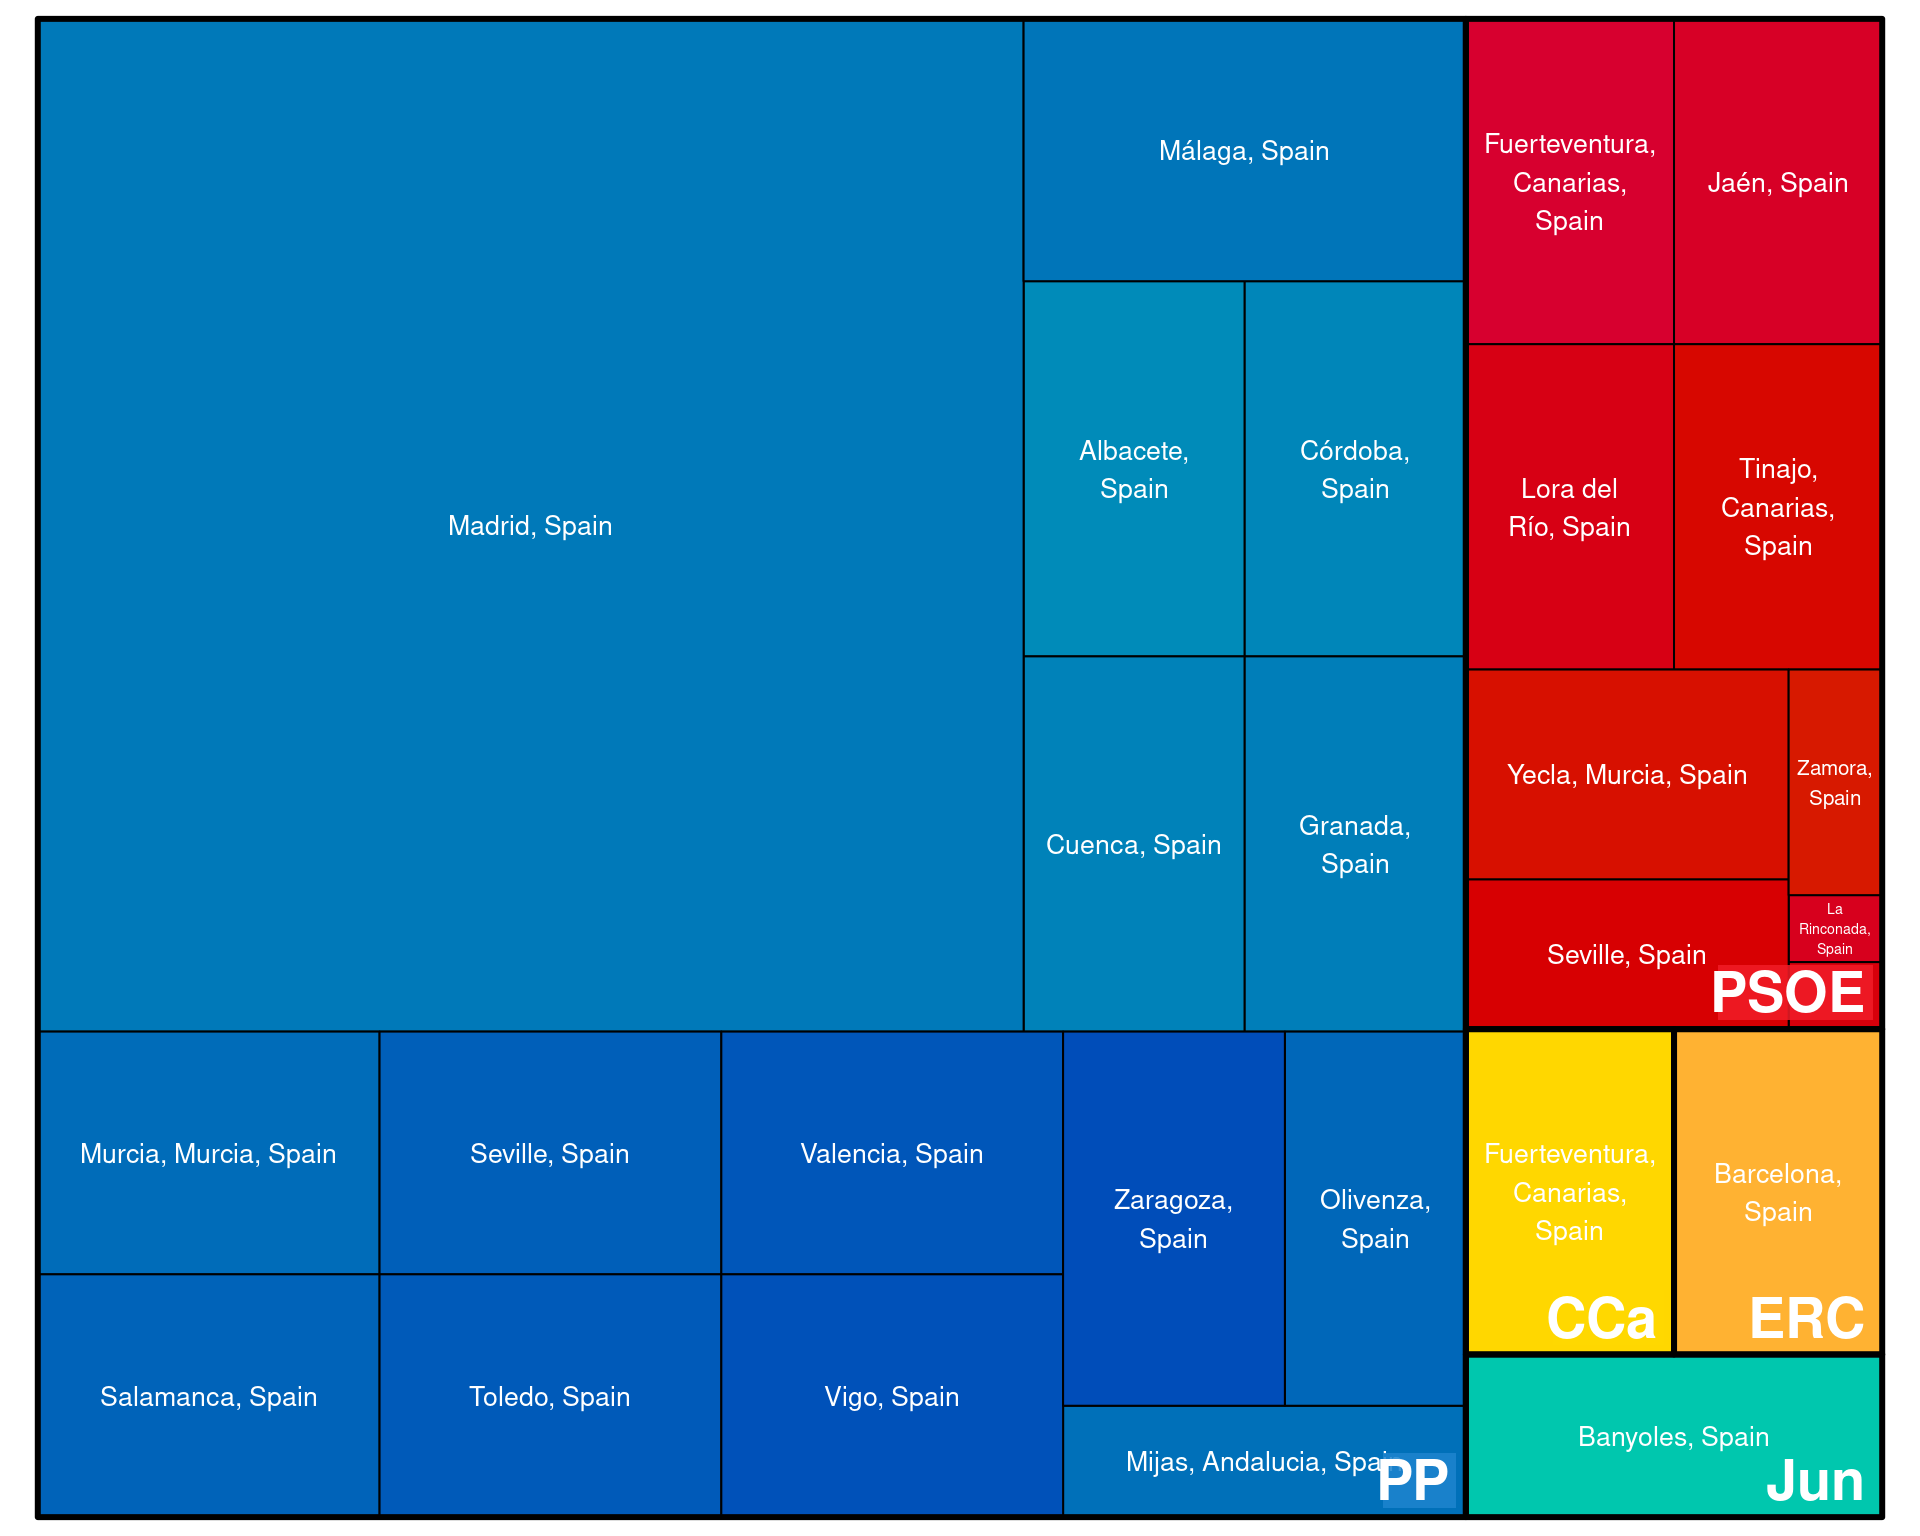 Madrid, Spain
Málaga, Spain
Albacete,
Spain
Córdoba,
Spain
Cuenca, Spain
Granada,
Spain
Murcia, Murcia, Spain
Seville, Spain
Valencia, Spain
Zaragoza,
Spain
Olivenza,
Spain
Salamanca, Spain
Toledo, Spain
Vigo, Spain
Mijas, Andalucia, Spain
PP
Fuerteventura,
Canarias,
Spain
Jaén, Spain
Lora del
Río, Spain
Tinajo,
Canarias,
Spain
Yecla, Murcia, Spain
Zamora,
Spain
Seville, Spain
La
Rinconada,
Spain
PSOE
Fuerteventura,
Canarias,
Spain
CCa
Barcelona,
Spain
ERC
Banyoles, Spain
Jun